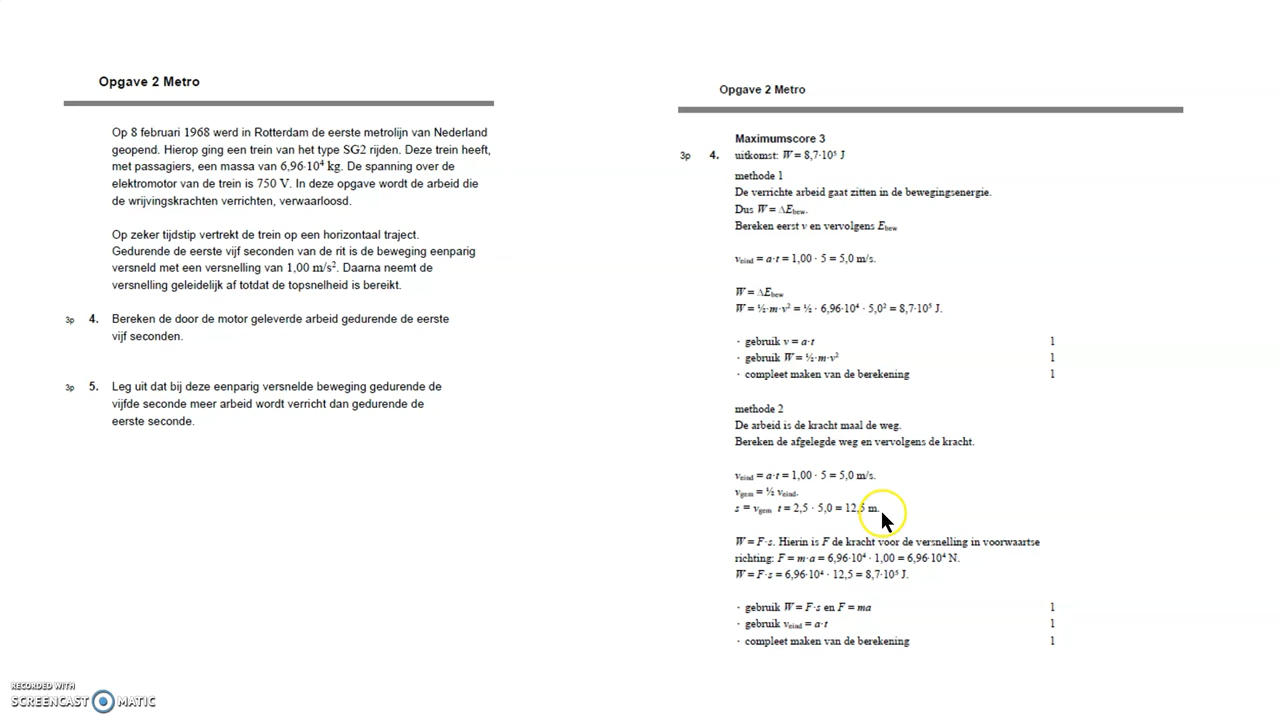 Opgave 2 Metro
Op 8 februari 1968 werd in Rotterdam de eerste metrolijn van Nederland
geopend. Hierop ging een trein van het type SG2 rijden. Deze trein heeft,
met passagiers, een massa van 6,96·10⁴ kg. De spanning over de
elektromotor van de trein is 750 V. In deze opgave wordt de arbeid die
de wrijvingskrachten verrichten, verwaarloosd.
Op zeker tijdstip vertrekt de trein op een horizontaal traject.
Gedurende de eerste vijf seconden van de rit is de beweging eenparig
versneld met een versnelling van 1,00 m/s². Daarna neemt de
versnelling geleidelijk af totdat de topsnelheid is bereikt.
3p 4. Bereken de door de motor geleverde arbeid gedurende de eerste
vijf seconden.
3p 5. Leg uit dat bij deze eenparig versnelde beweging gedurende de
vijfde seconde meer arbeid wordt verricht dan gedurende de
eerste seconde.
Opgave 2 Metro
Maximumscore 3
3p 4. uitkomst: W = 8,7·10⁵ J
methode 1
De verrichte arbeid gaat zitten in de bewegingsenergie.
Dus W = ΔEbew.
Bereken eerst v en vervolgens Ebew
veind = a·t = 1,00 · 5 = 5,0 m/s.
W = ΔEbew
W = ½·m·v² = ½ · 6,96·10⁴ · 5,0² = 8,7·10⁵ J.
· gebruik v = a·t 1
· gebruik W = ½·m·v² 1
· compleet maken van de berekening 1
methode 2
De arbeid is de kracht maal de weg.
Bereken de afgelegde weg en vervolgens de kracht.
veind = a·t = 1,00 · 5 = 5,0 m/s.
vgem = ½ veind.
s = vgem t = 2,5 · 5,0 = 12,5 m.
W = F·s. Hierin is F de kracht voor de versnelling in voorwaartse
richting: F = m·a = 6,96·10⁴ · 1,00 = 6,96·10⁴ N.
W = F·s = 6,96·10⁴ · 12,5 = 8,7·10⁵ J.
· gebruik W = F·s en F = ma 1
· gebruik veind = a·t 1
· compleet maken van de berekening 1
RECORDED WITH
SCREENCAST MATIC